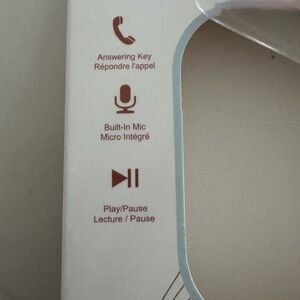 Answering Key
Répondre l'appel
Built-In Mic
Micro Intégré
Play/Pause
Lecture / Pause